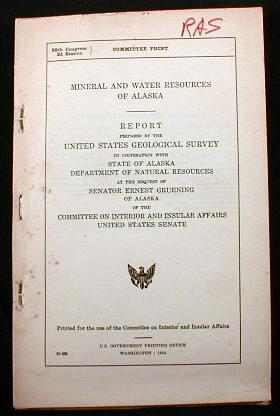 RAS
88th Congress
2d Session
COMMITTEE PRINT
MINERAL AND WATER RESOURCES
OF ALASKA
REPORT
PREPARED BY THE
UNITED STATES GEOLOGICAL SURVEY
IN COOPERATION WITH
STATE OF ALASKA
DEPARTMENT OF NATURAL RESOURCES
AT THE REQUEST OF
SENATOR ERNEST GRUENING
OF ALASKA
OF THE
COMMITTEE ON INTERIOR AND INSULAR AFFAIRS
UNITED STATES SENATE
Printed for the use of the Committee on Interior and Insular Affairs
U.S. GOVERNMENT PRINTING OFFICE
WASHINGTON : 1964